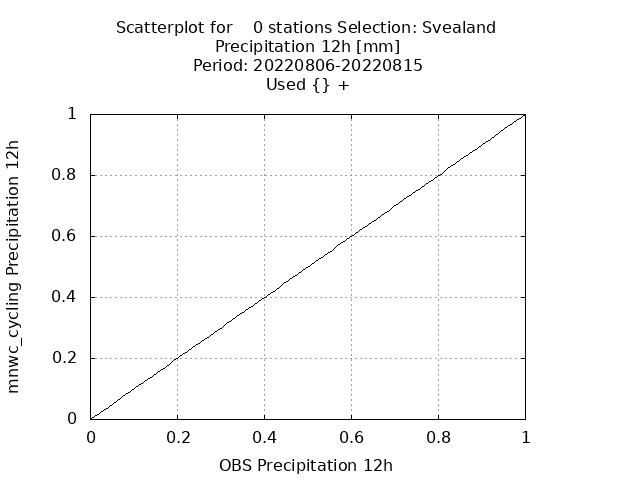 Scatterplot for    0 stations Selection: Svealand
Precipitation 12h [mm]
Period: 20220806-20220815
Used {} +
mnwc_cycling Precipitation 12h
1
0.8
0.6
0.4
0.2
0
0 0.2 0.4 0.6 0.8 1
OBS Precipitation 12h